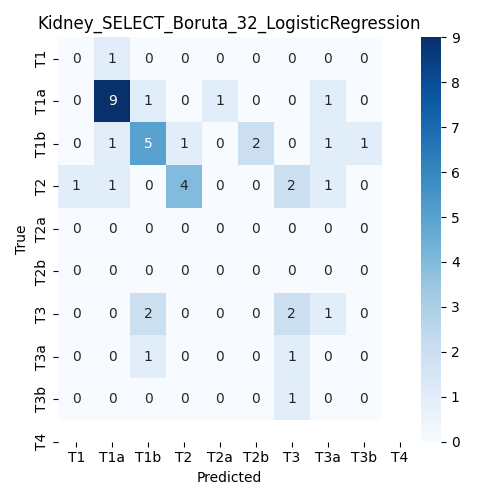 Kidney_SELECT_Boruta_32_LogisticRegression
T1 0 1 0 0 0 0 0 0 0
T1a 0 9 1 0 1 0 0 1 0
T1b 0 1 5 1 0 2 0 1 1
T2 1 1 0 4 0 0 2 1 0
T2a 0 0 0 0 0 0 0 0 0
T2b 0 0 0 0 0 0 0 0 0
T3 0 0 2 0 0 0 2 1 0
T3a 0 0 1 0 0 0 1 0 0
T3b 0 0 0 0 0 0 1 0 0
T4
T1 T1a T1b T2 T2a T2b T3 T3a T3b T4
Predicted
True
9
8
7
6
5
4
3
2
1
0